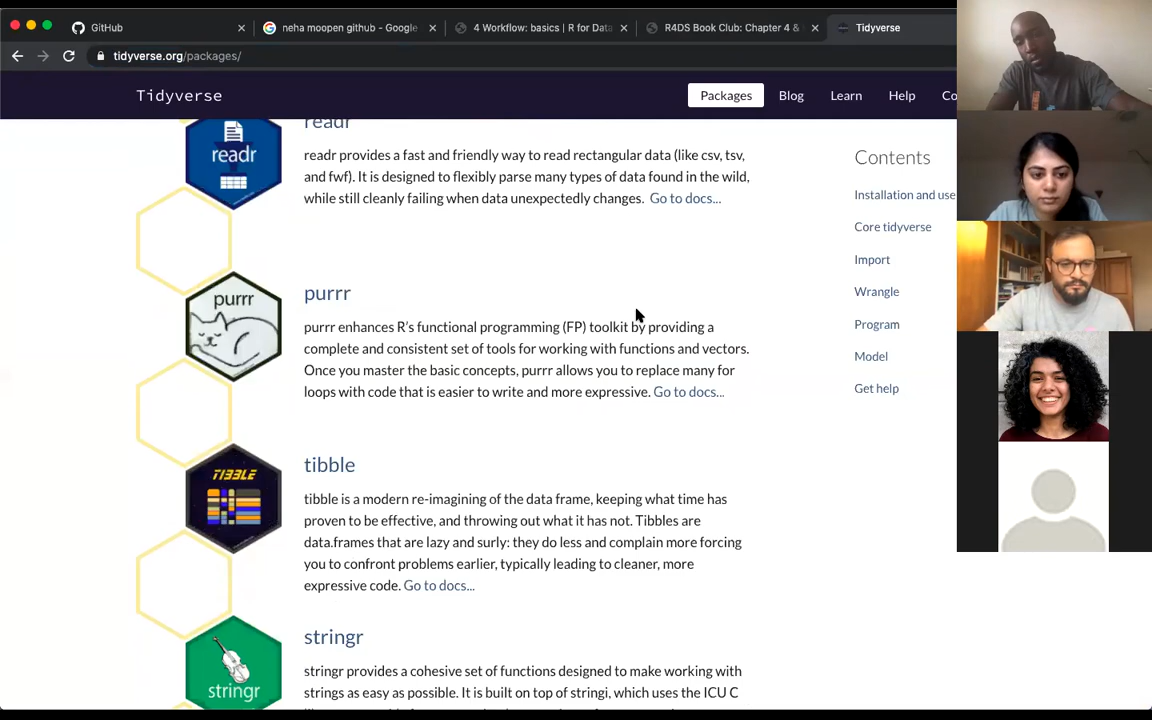 GitHub
neha moopen github - Google
4 Workflow: basics | R for Data
R4DS Book Club: Chapter 4 &
Tidyverse
tidyverse.org/packages/
Tidyverse
Packages
Blog
Learn
Help
Co
readr
readr
readr provides a fast and friendly way to read rectangular data (like csv, tsv,
and fwf). It is designed to flexibly parse many types of data found in the wild,
while still cleanly failing when data unexpectedly changes. Go to docs...
purrr
purrr
purrr enhances R's functional programming (FP) toolkit by providing a
complete and consistent set of tools for working with functions and vectors.
Once you master the basic concepts, purrr allows you to replace many for
loops with code that is easier to write and more expressive. Go to docs...
TIBBLE
tibble
tibble is a modern re-imagining of the data frame, keeping what time has
proven to be effective, and throwing out what it has not. Tibbles are
data.frames that are lazy and surly: they do less and complain more forcing
you to confront problems earlier, typically leading to cleaner, more
expressive code. Go to docs...
stringr
stringr
stringr provides a cohesive set of functions designed to make working with
strings as easy as possible. It is built on top of stringi, which uses the ICU C
Contents
Installation and use
Core tidyverse
Import
Wrangle
Program
Model
Get help